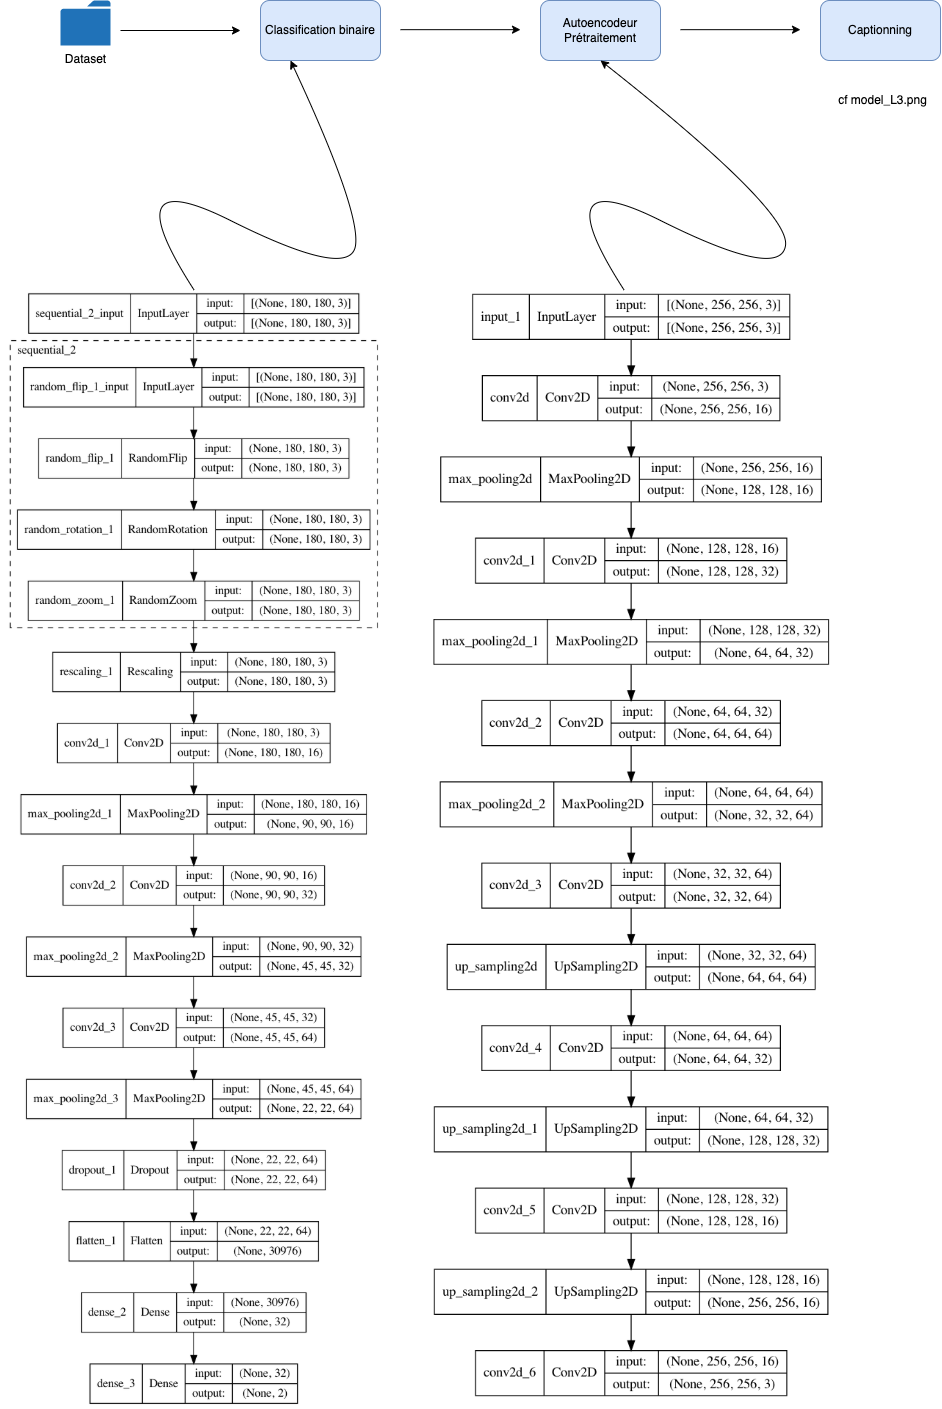 Dataset
Classification binaire
Autoencodeur
Prétraitement
Captionning
cf model_L3.png
sequential_2_input InputLayer input: [(None, 180, 180, 3)]
output: [(None, 180, 180, 3)]
sequential_2
random_flip_1_input InputLayer input: [(None, 180, 180, 3)]
output: [(None, 180, 180, 3)]
random_flip_1 RandomFlip input: (None, 180, 180, 3)
output: (None, 180, 180, 3)
random_rotation_1 RandomRotation input: (None, 180, 180, 3)
output: (None, 180, 180, 3)
random_zoom_1 RandomZoom input: (None, 180, 180, 3)
output: (None, 180, 180, 3)
rescaling_1 Rescaling input: (None, 180, 180, 3)
output: (None, 180, 180, 3)
conv2d_1 Conv2D input: (None, 180, 180, 3)
output: (None, 180, 180, 16)
max_pooling2d_1 MaxPooling2D input: (None, 180, 180, 16)
output: (None, 90, 90, 16)
conv2d_2 Conv2D input: (None, 90, 90, 16)
output: (None, 90, 90, 32)
max_pooling2d_2 MaxPooling2D input: (None, 90, 90, 32)
output: (None, 45, 45, 32)
conv2d_3 Conv2D input: (None, 45, 45, 32)
output: (None, 45, 45, 64)
max_pooling2d_3 MaxPooling2D input: (None, 45, 45, 64)
output: (None, 22, 22, 64)
dropout_1 Dropout input: (None, 22, 22, 64)
output: (None, 22, 22, 64)
flatten_1 Flatten input: (None, 22, 22, 64)
output: (None, 30976)
dense_2 Dense input: (None, 30976)
output: (None, 32)
dense_3 Dense input: (None, 32)
output: (None, 2)
input_1 InputLayer input: [(None, 256, 256, 3)]
output: [(None, 256, 256, 3)]
conv2d Conv2D input: (None, 256, 256, 3)
output: (None, 256, 256, 16)
max_pooling2d MaxPooling2D input: (None, 256, 256, 16)
output: (None, 128, 128, 16)
conv2d_1 Conv2D input: (None, 128, 128, 16)
output: (None, 128, 128, 32)
max_pooling2d_1 MaxPooling2D input: (None, 128, 128, 32)
output: (None, 64, 64, 32)
conv2d_2 Conv2D input: (None, 64, 64, 32)
output: (None, 64, 64, 64)
max_pooling2d_2 MaxPooling2D input: (None, 64, 64, 64)
output: (None, 32, 32, 64)
conv2d_3 Conv2D input: (None, 32, 32, 64)
output: (None, 32, 32, 64)
up_sampling2d UpSampling2D input: (None, 32, 32, 64)
output: (None, 64, 64, 64)
conv2d_4 Conv2D input: (None, 64, 64, 64)
output: (None, 64, 64, 32)
up_sampling2d_1 UpSampling2D input: (None, 64, 64, 32)
output: (None, 128, 128, 32)
conv2d_5 Conv2D input: (None, 128, 128, 32)
output: (None, 128, 128, 16)
up_sampling2d_2 UpSampling2D input: (None, 128, 128, 16)
output: (None, 256, 256, 16)
conv2d_6 Conv2D input: (None, 256, 256, 16)
output: (None, 256, 256, 3)